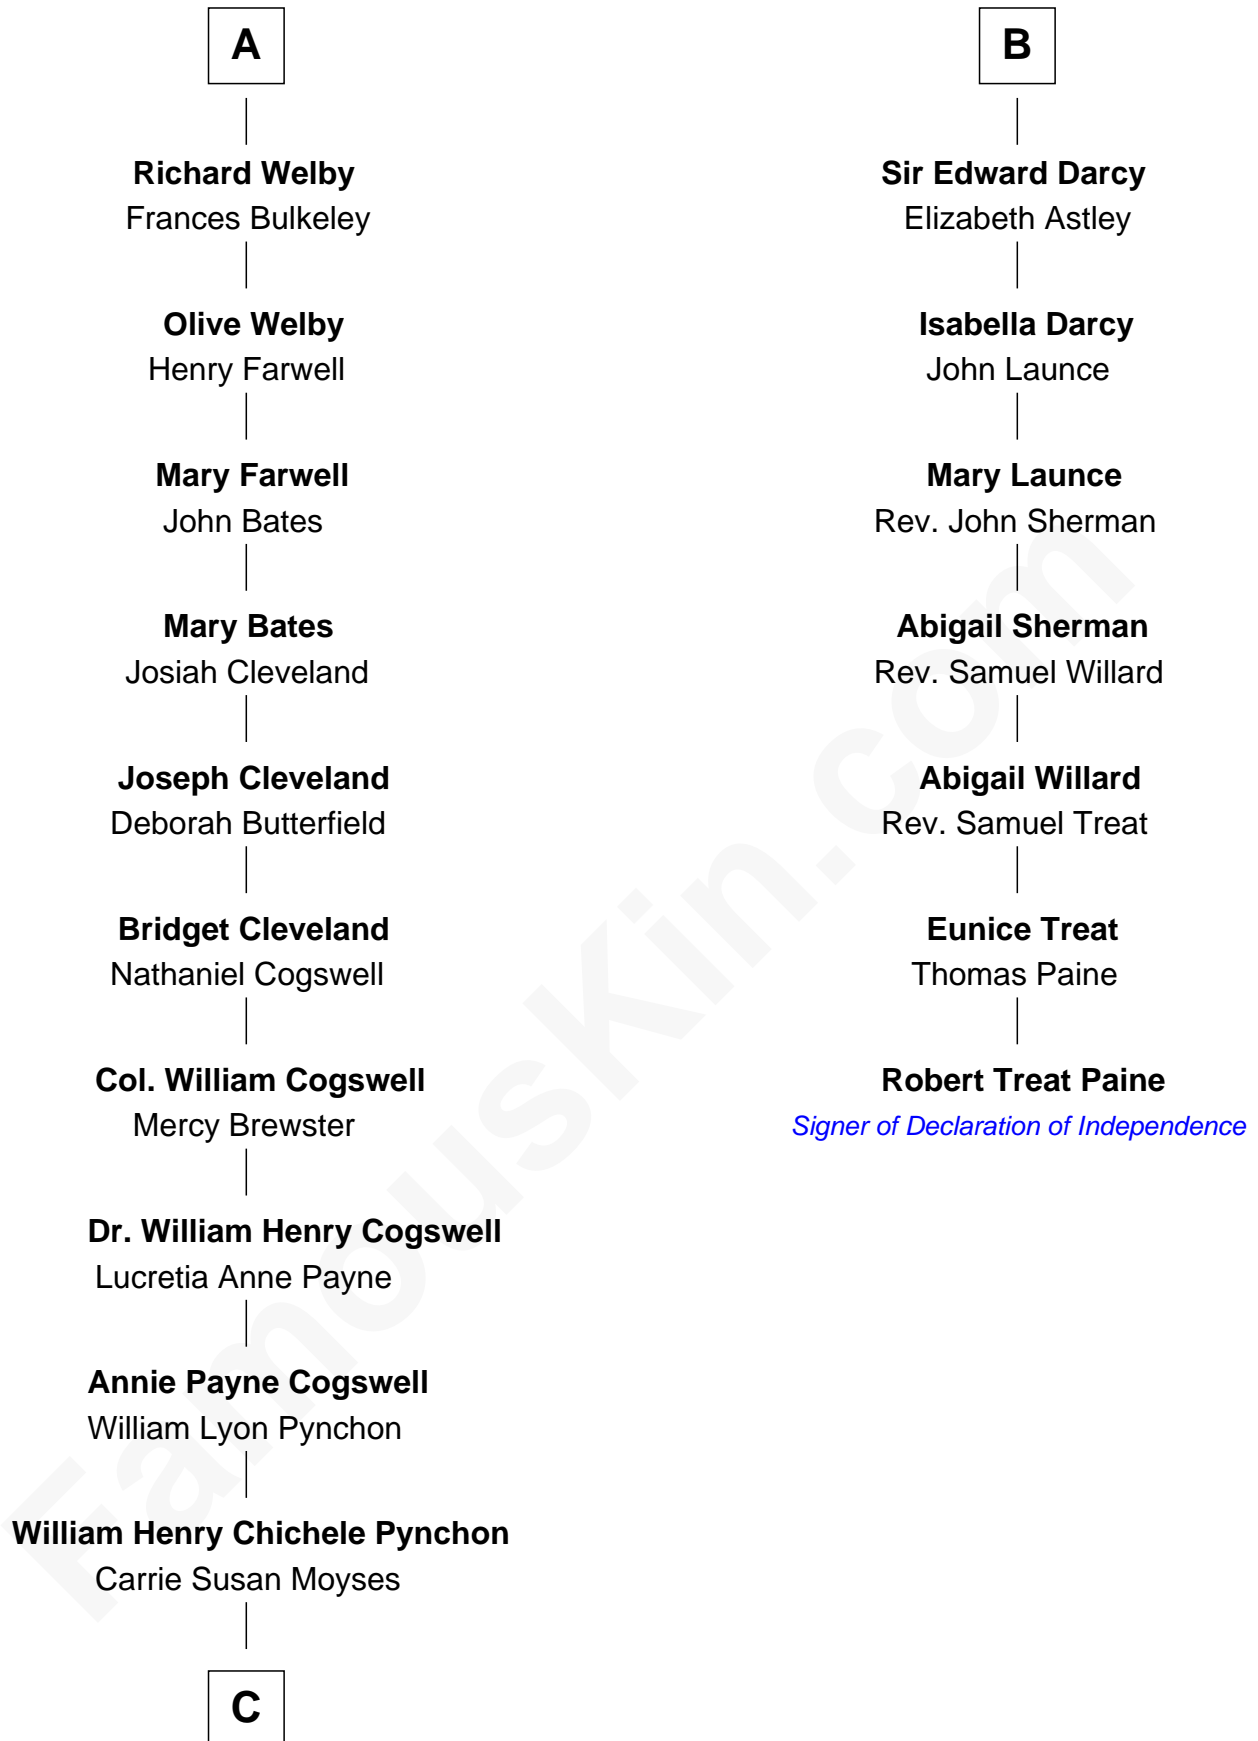 A
Richard Welby
Frances Bulkeley
Olive Welby
Henry Farwell
Mary Farwell
John Bates
Mary Bates
Josiah Cleveland
Joseph Cleveland
Deborah Butterfield
Bridget Cleveland
Nathaniel Cogswell
Col. William Cogswell
Mercy Brewster
Dr. William Henry Cogswell
Lucretia Anne Payne
Annie Payne Cogswell
William Lyon Pynchon
William Henry Chichele Pynchon
Carrie Susan Moyses
C
B
Sir Edward Darcy
Elizabeth Astley
Isabella Darcy
John Launce
Mary Launce
Rev. John Sherman
Abigail Sherman
Rev. Samuel Willard
Abigail Willard
Rev. Samuel Treat
Eunice Treat
Thomas Paine
Robert Treat Paine
Signer of Declaration of Independence
FamousKin.com